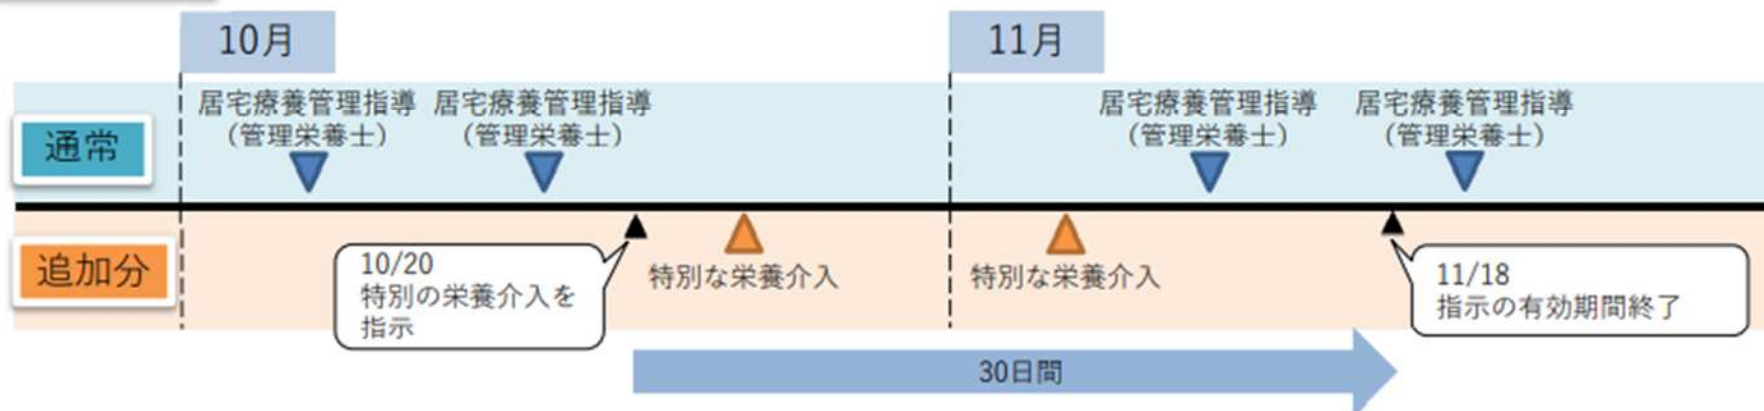 10月
11月
通常
居宅療養管理指導
（管理栄養士）
居宅療養管理指導
（管理栄養士）
居宅療養管理指導
（管理栄養士）
居宅療養管理指導
（管理栄養士）
追加分
10/20
特別の栄養介入を
指示
特別な栄養介入
特別な栄養介入
11/18
指示の有効期間終了
30日間